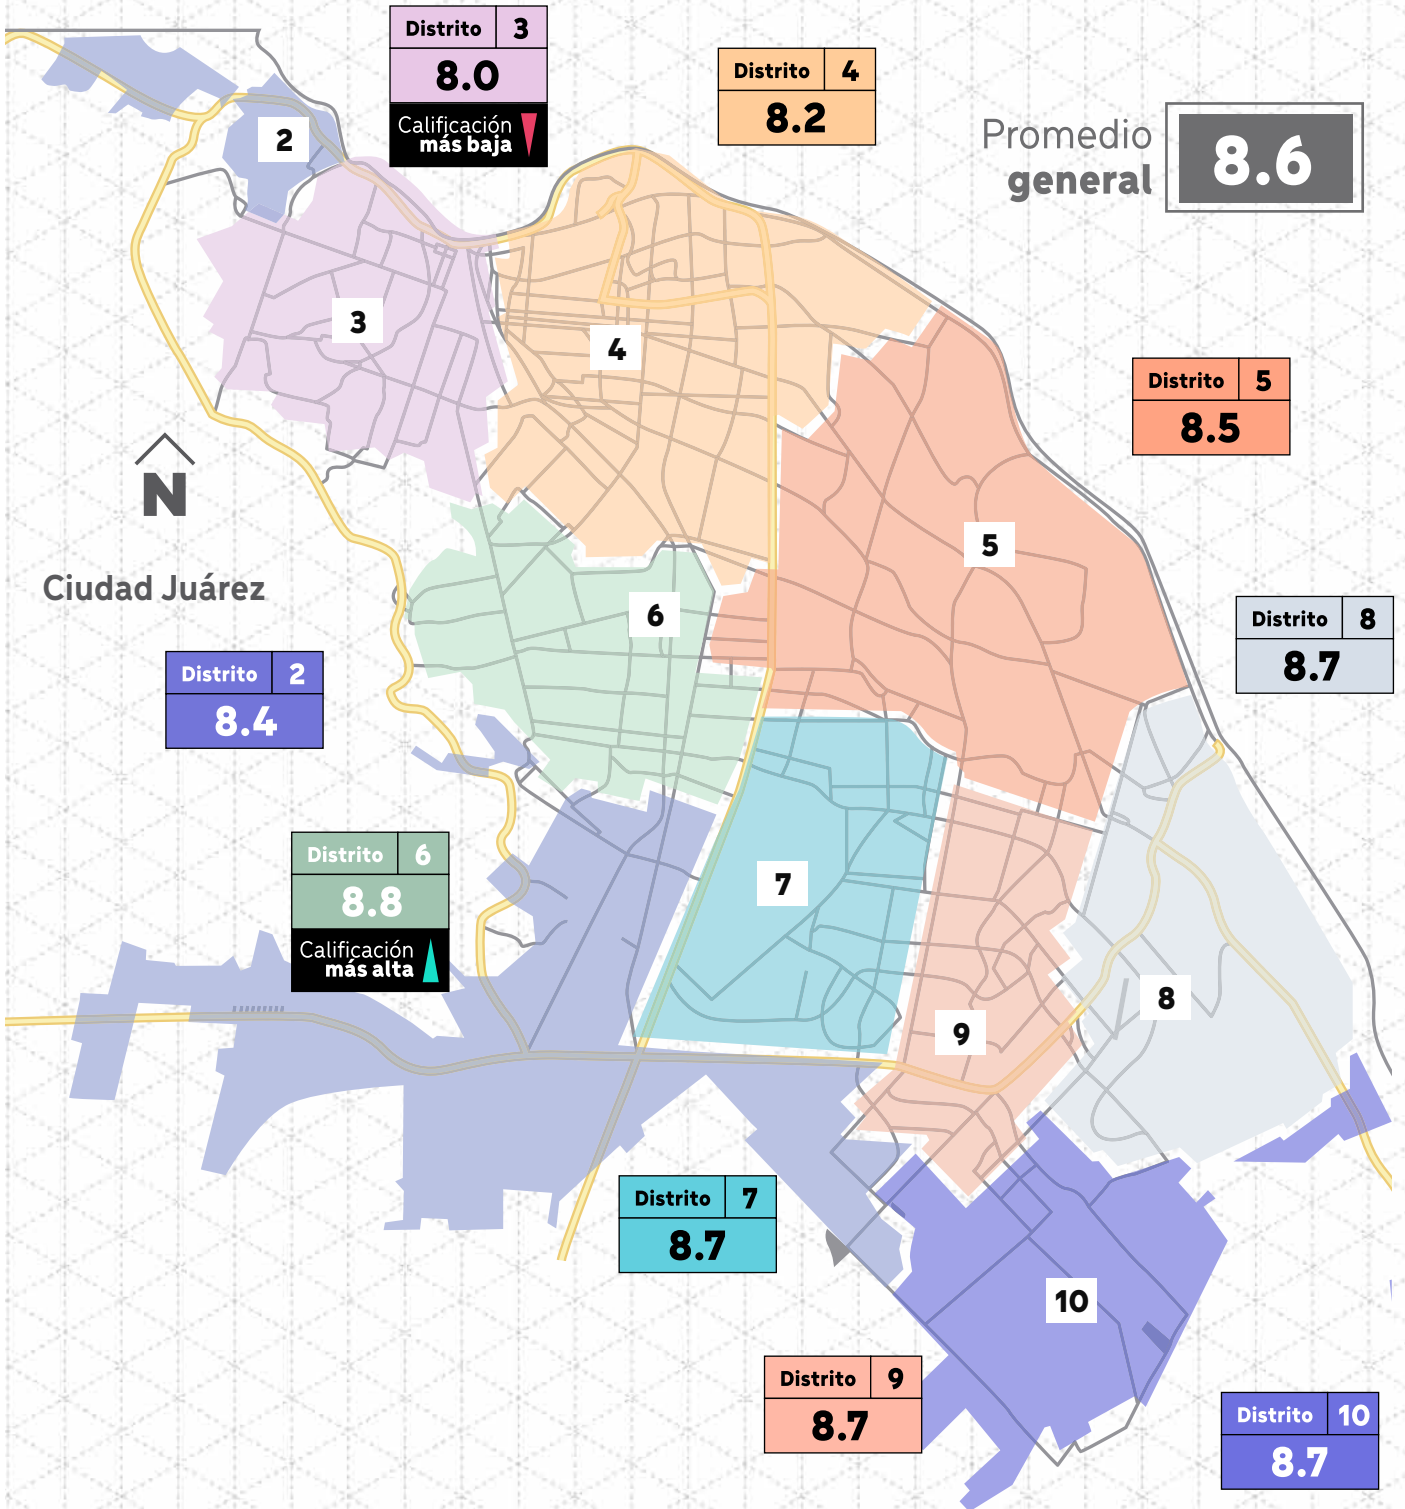 Distrito 3
8.0
Calificación
más baja
Distrito 4
8.2
Promedio
general
8.6
2
3
4
Distrito 5
8.5
N
5
Ciudad Juárez
6
Distrito 8
8.7
Distrito 2
8.4
Distrito 6
8.8
Calificación
más alta
7
8
9
Distrito 7
8.7
10
Distrito 9
8.7
Distrito 10
8.7